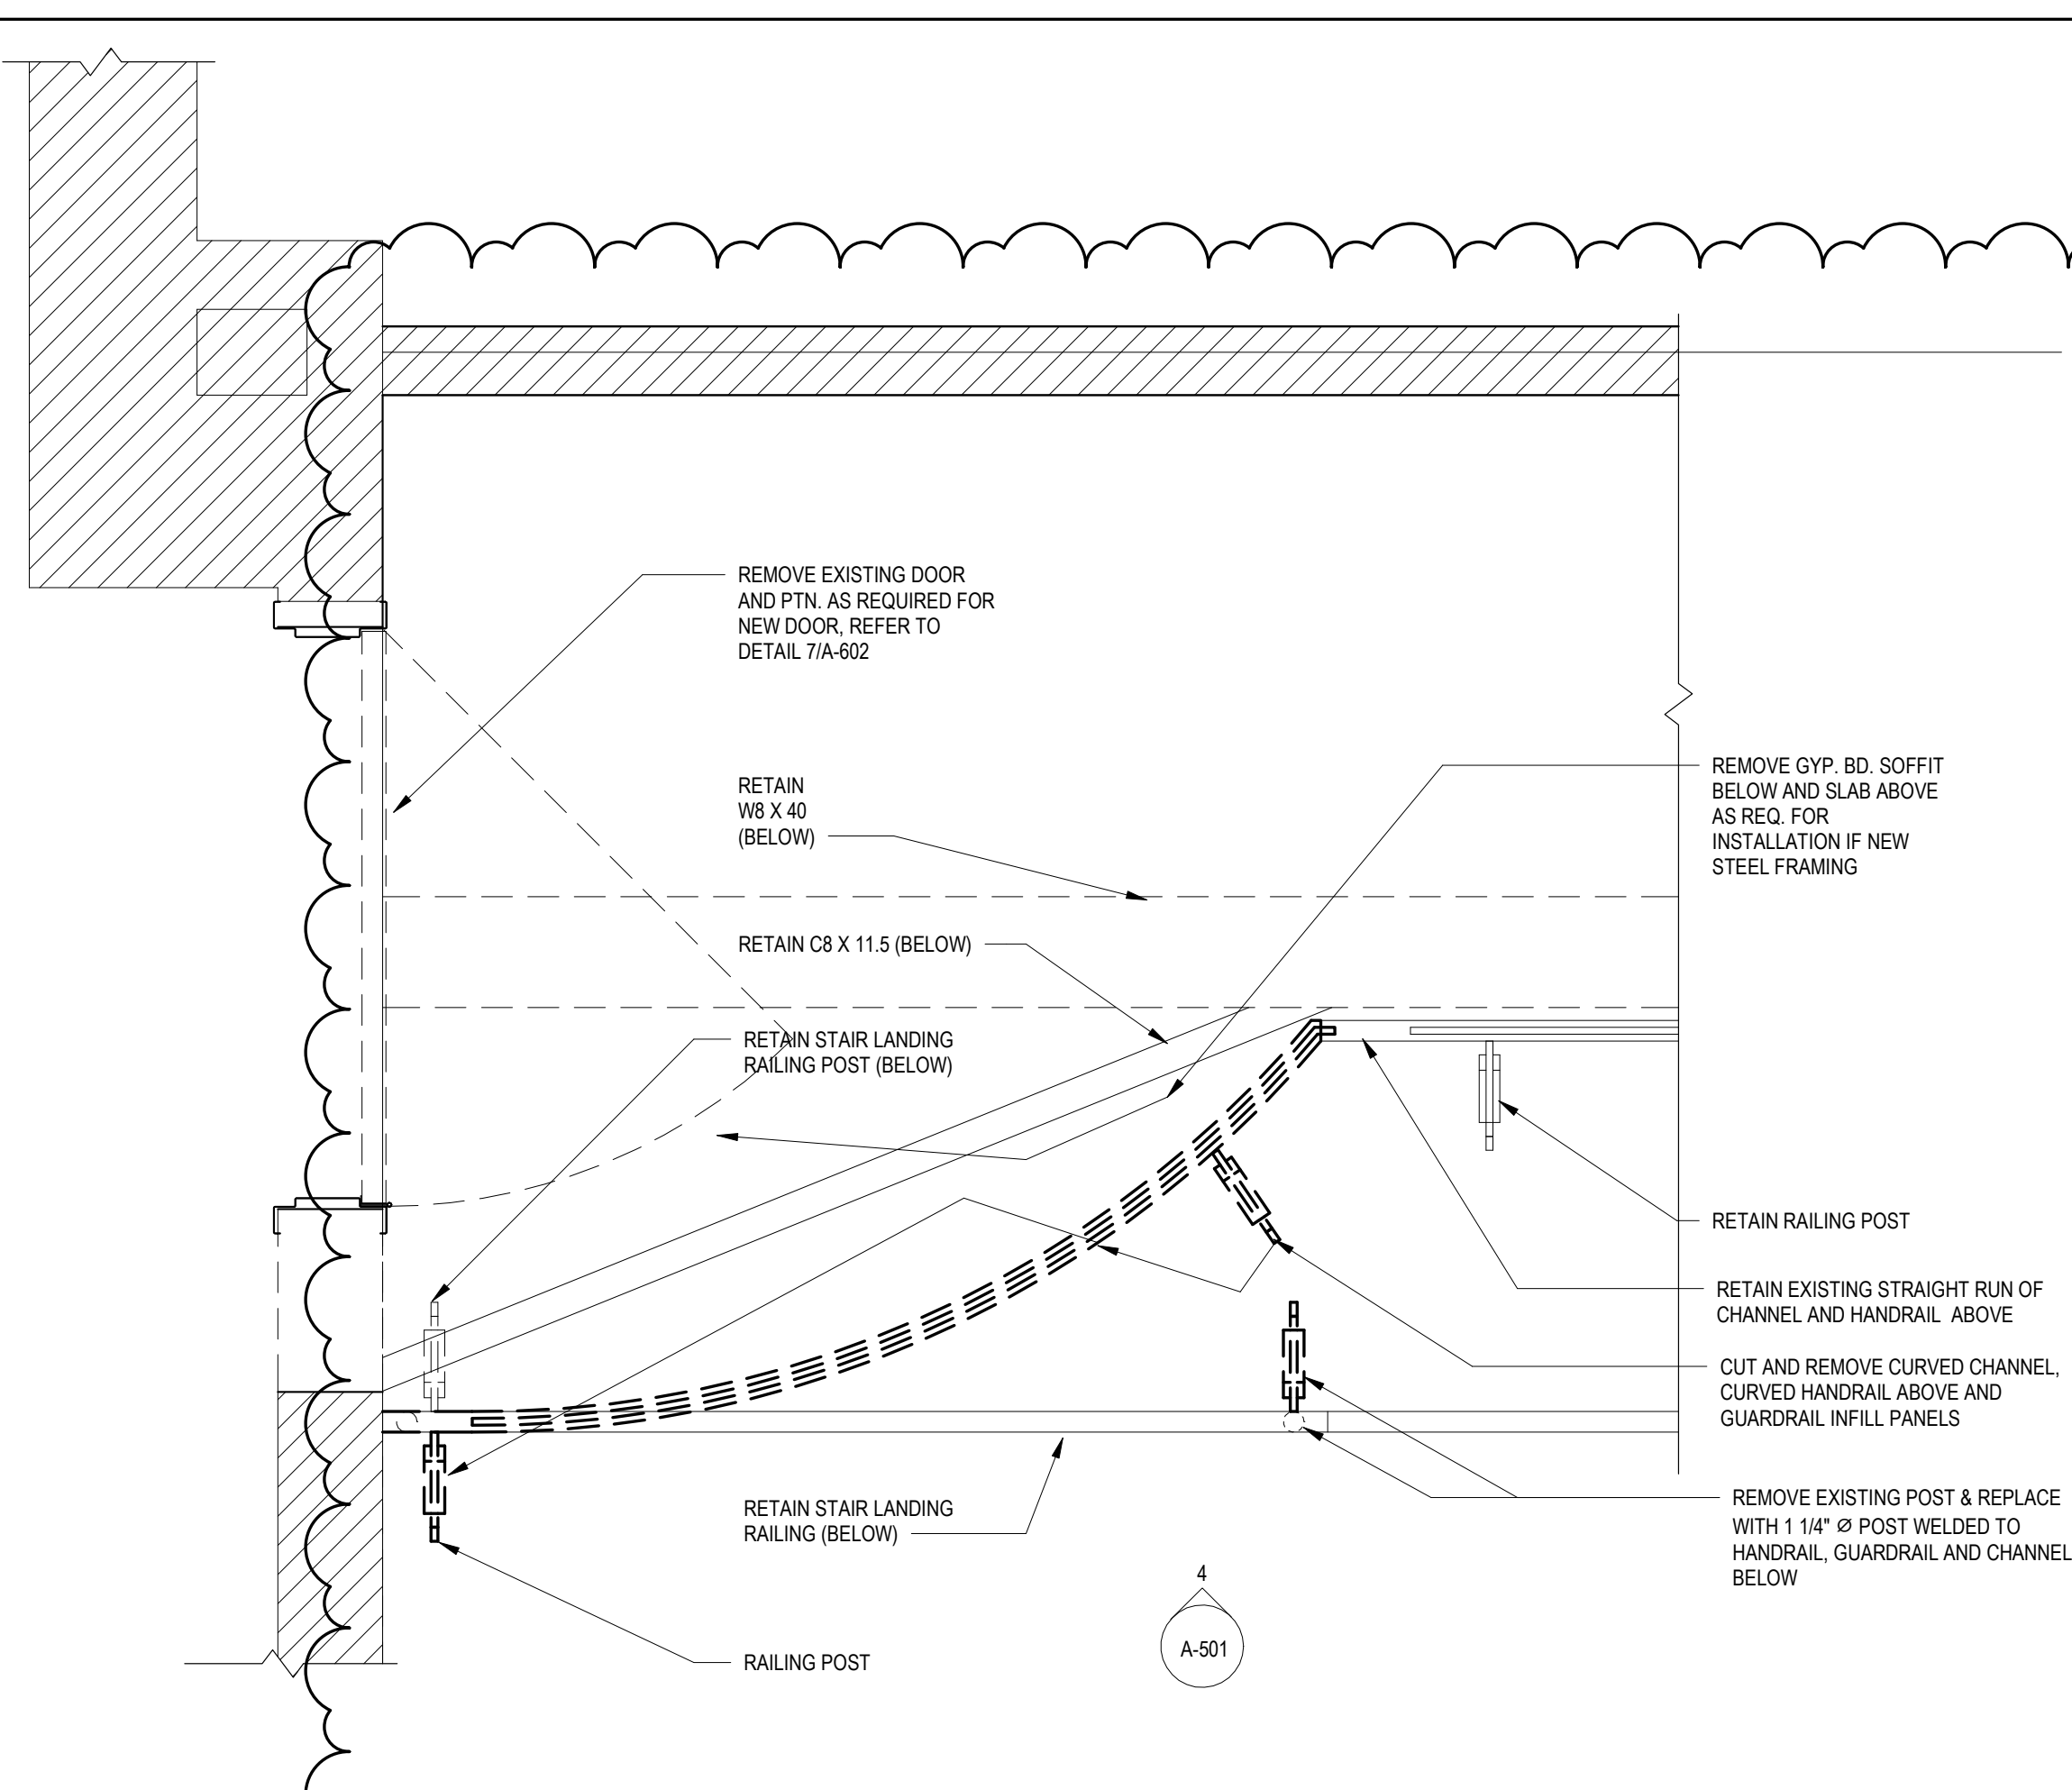 REMOVE EXISTING DOOR
AND PTN. AS REQUIRED FOR
NEW DOOR, REFER TO
DETAIL 7/A-602
RETAIN
W8 X 40
(BELOW)
REMOVE GYP. BD. SOFFIT
BELOW AND SLAB ABOVE
AS REQ. FOR
INSTALLATION IF NEW
STEEL FRAMING
RETAIN C8 X 11.5 (BELOW)
RETAIN STAIR LANDING
RAILING POST (BELOW)
RETAIN RAILING POST
RETAIN EXISTING STRAIGHT RUN OF
CHANNEL AND HANDRAIL ABOVE
CUT AND REMOVE CURVED CHANNEL,
CURVED HANDRAIL ABOVE AND
GUARDRAIL INFILL PANELS
RETAIN STAIR LANDING
RAILING (BELOW)
REMOVE EXISTING POST & REPLACE
WITH 1 1/4" Ø POST WELDED TO
HANDRAIL, GUARDRAIL AND CHANNEL
BELOW
4
A-501
RAILING POST